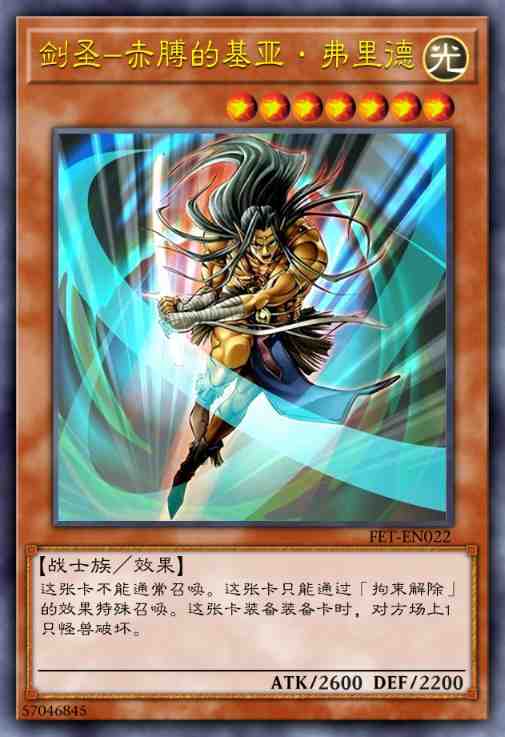 剑圣-赤膊的基亚·弗里德
光
FET-EN022
【战士族／效果】
这张卡不能通常召唤。这张卡只能通过「拘束解除」
的效果特殊召唤。这张卡装备装备卡时，对方场上1
只怪兽破坏。
ATK/2600 DEF/2200
57046845